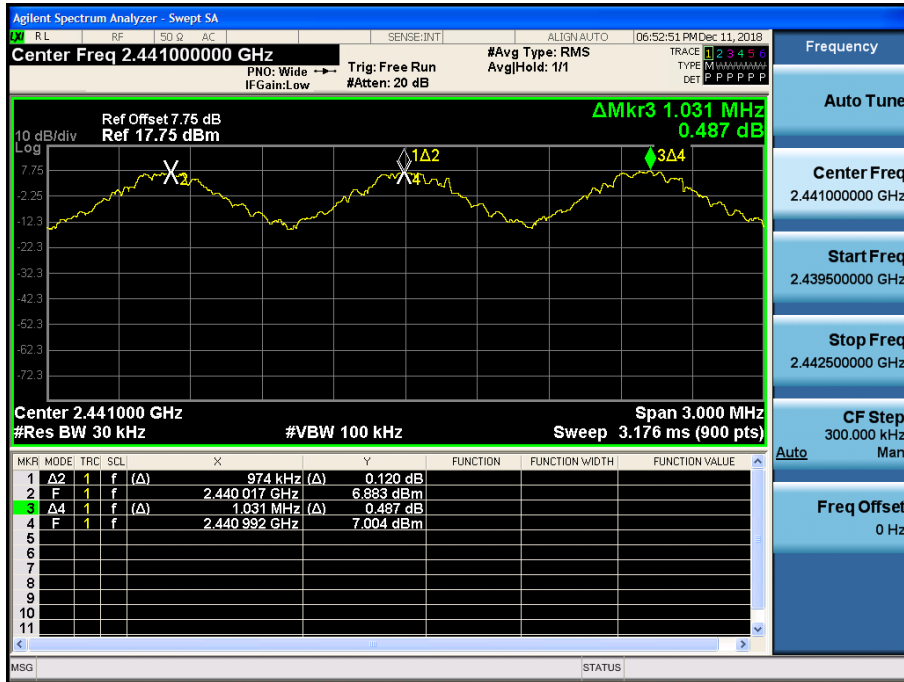 Agilent Spectrum Analyzer - Swept SA
LXI RL RF 50 Ω AC SENSE:INT ALIGN AUTO 06:52:51 PM Dec 11, 2018
Center Freq 2.441000000 GHz
PNO: Wide
IFGain:Low
Trig: Free Run
#Atten: 20 dB
#Avg Type: RMS
Avg|Hold: 1/1
TRACE 1 2 3 4 5 6
TYPE M W W W W W
DET P P P P P P
ΔMkr3 1.031 MHz
0.487 dB
Ref Offset 7.75 dB
10 dB/div Ref 17.75 dBm
Log
1Δ2
3Δ4
2
4
7.75
-2.25
-12.3
-22.3
-32.3
-42.3
-52.3
-62.3
-72.3
Center 2.441000 GHz Span 3.000 MHz
#Res BW 30 kHz #VBW 100 kHz Sweep 3.176 ms (900 pts)
MKR MODE TRC SCL X Y FUNCTION FUNCTION WIDTH FUNCTION VALUE
1 Δ2 1 f (Δ) 974 kHz (Δ) 0.120 dB
2 F 1 f 2.440 017 GHz 6.883 dBm
3 Δ4 1 f (Δ) 1.031 MHz (Δ) 0.487 dB
4 F 1 f 2.440 992 GHz 7.004 dBm
5
6
7
8
9
10
11
MSG STATUS
Frequency
Auto Tune
Center Freq
2.441000000 GHz
Start Freq
2.439500000 GHz
Stop Freq
2.442500000 GHz
CF Step
300.000 kHz
Auto Man
Freq Offset
0 Hz